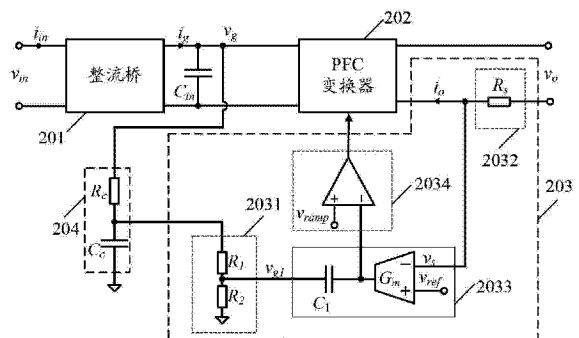 202
i_in
i_g
v_g
整流桥
PFC
变换器
v_in
C_in
v_o
i_o
R_s
201
2032
R_c
2034
203
204
2031
v_ramp
+
-
C_c
R_1
v_g1
v_s
-
G_m
v_ref
+
R_2
C_1
2033